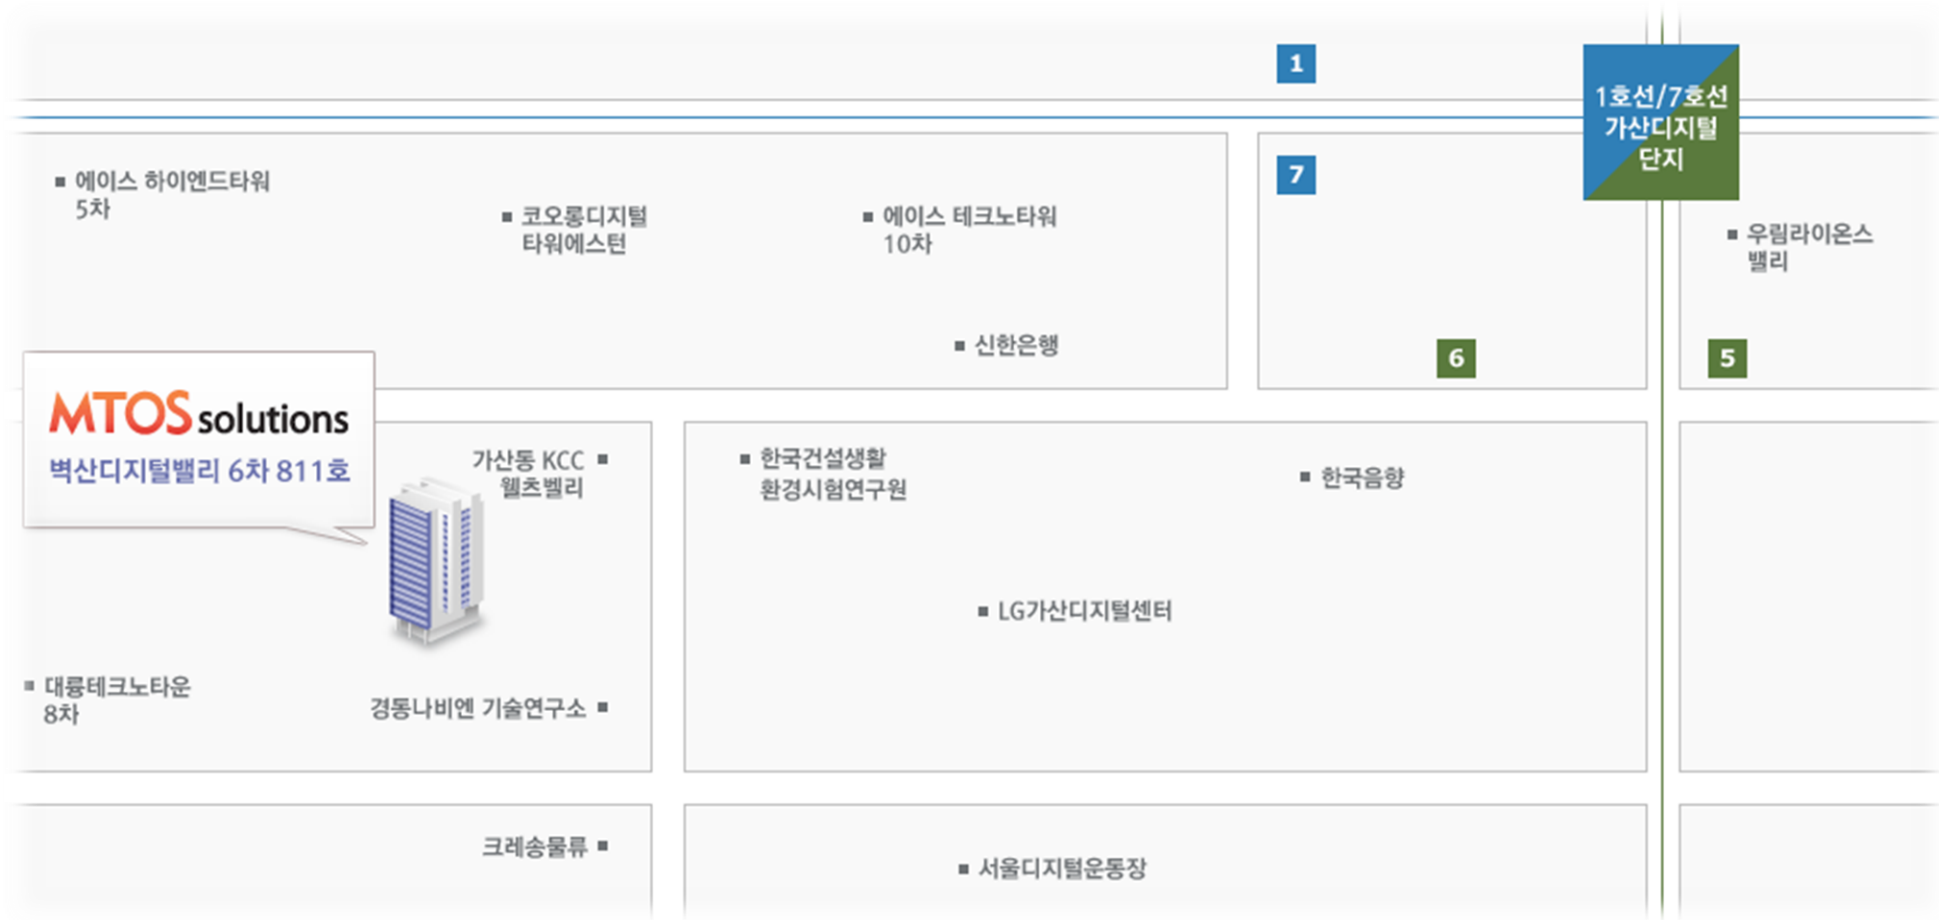 1
1호선/7호선
가산디지털
단지
7
에이스 하이엔드타워
5차
코오롱디지털
타워에스턴
에이스 테크노타워
10차
우림라이온스
밸리
신한은행
6
5
MTOS solutions
벽산디지털밸리 6차 811호
가산동 KCC
웰츠벨리
한국건설생활
환경시험연구원
한국음향
LG가산디지털센터
대륭테크노타운
8차
경동나비엔 기술연구소
크레송물류
서울디지털운동장